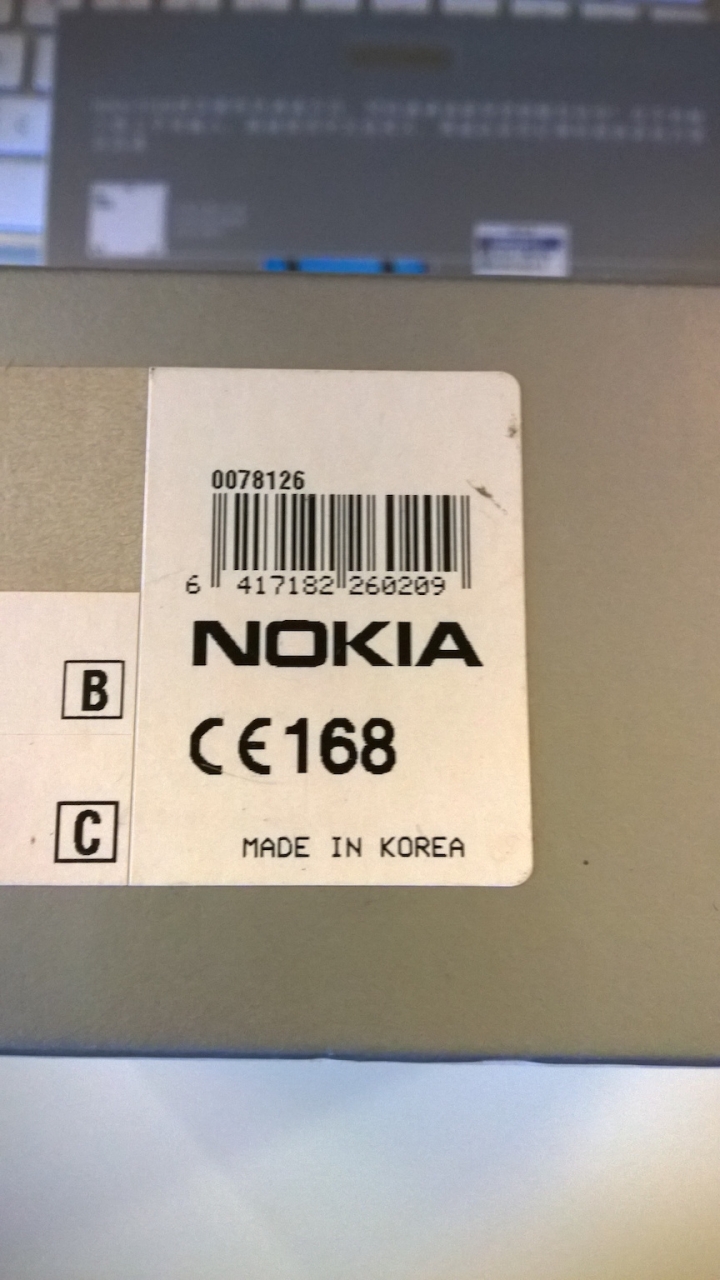 0078126
6 417182 260209
NOKIA
B
CE168
C
MADE IN KOREA